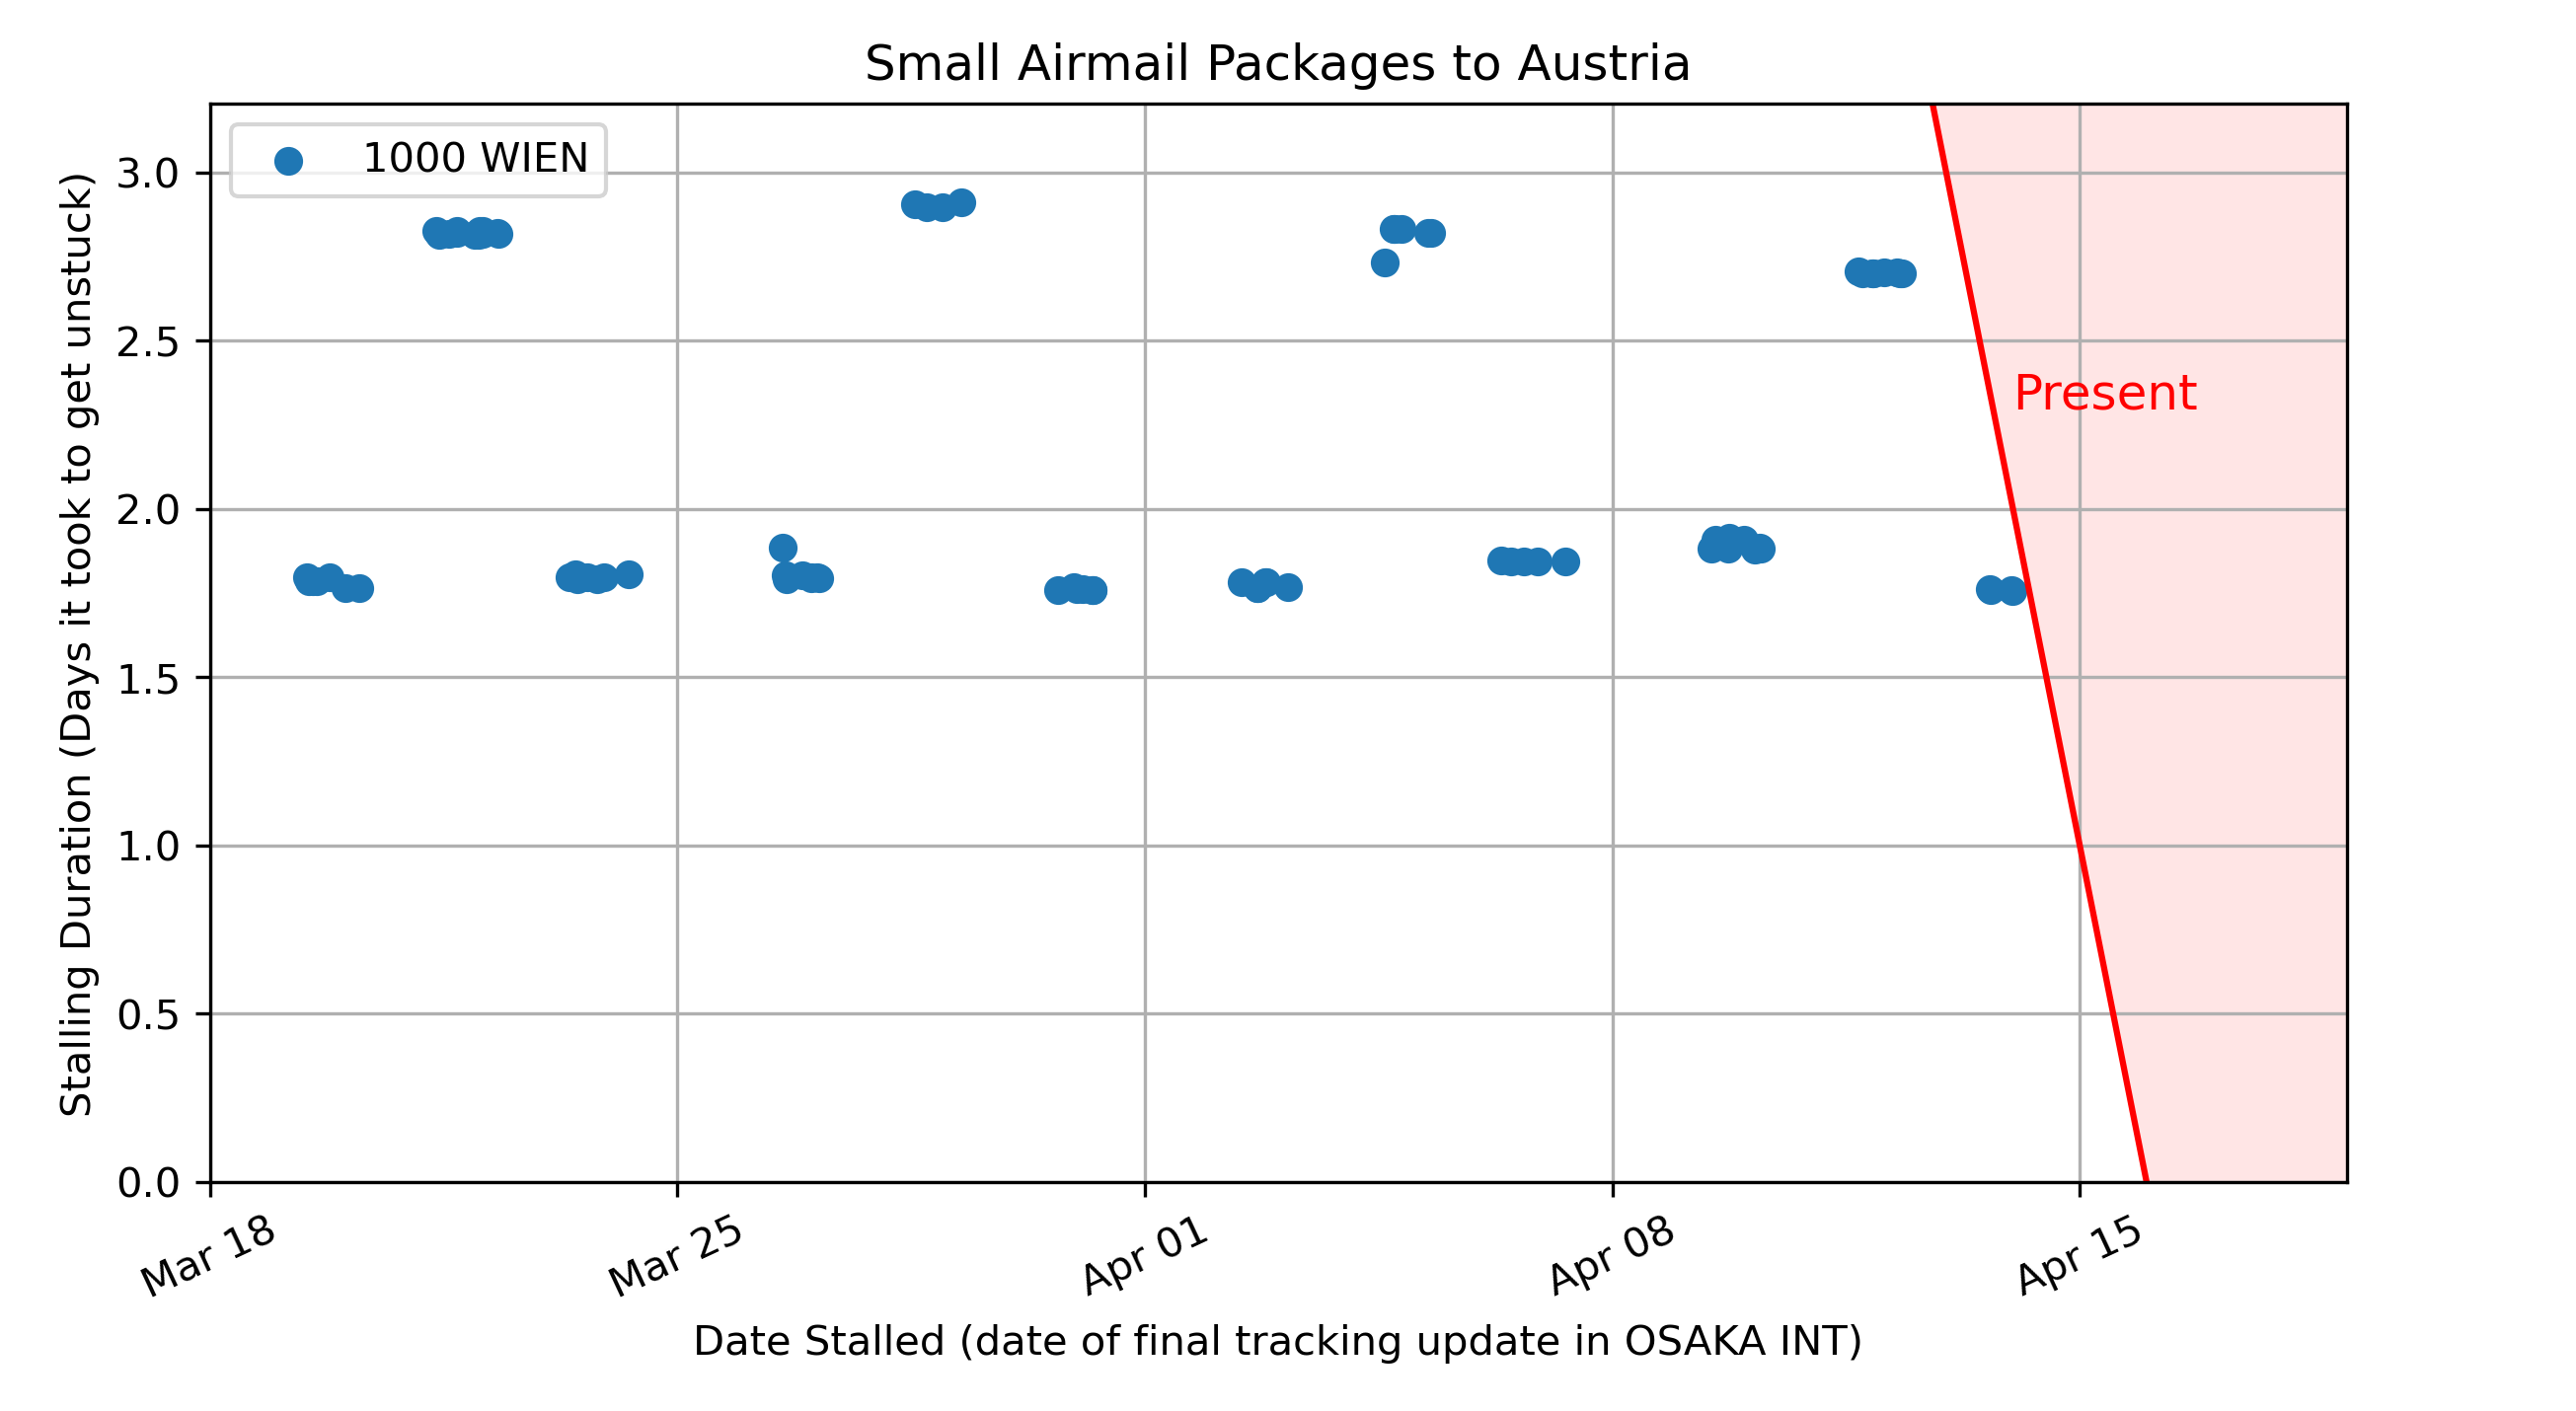 Small Airmail Packages to Austria
1000 WIEN
Stalling Duration (Days it took to get unstuck)
3.0
2.5
2.0
1.5
1.0
0.5
0.0
Present
Mar 18
Mar 25
Apr 01
Apr 08
Apr 15
Date Stalled (date of final tracking update in OSAKA INT)